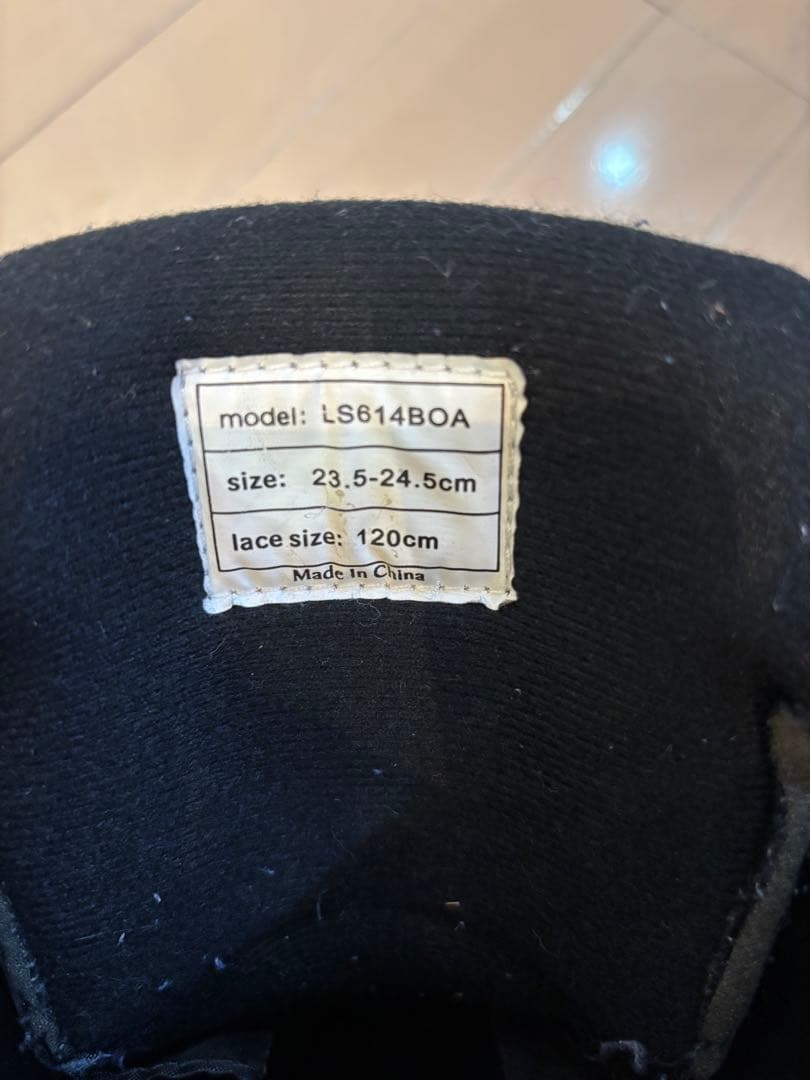 model: LS614BOA
size: 23.5-24.5cm
lace size: 120cm
Made In China